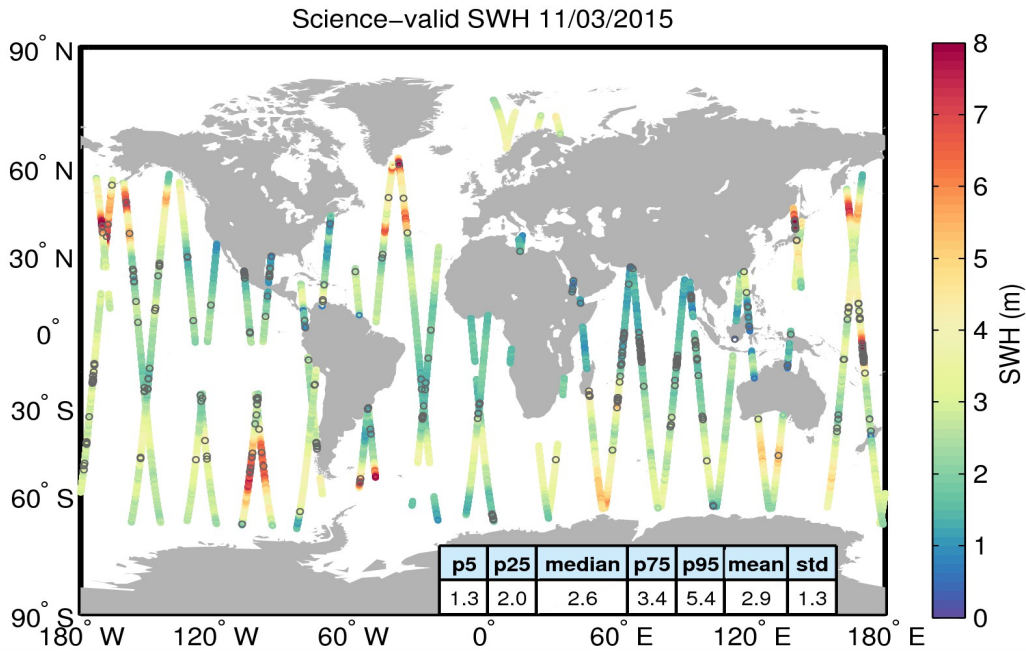 Science−valid SWH 11/03/2015
90° N
60° N
30° N
0°
30° S
60° S
90° S
180° W
120° W
60° W
0°
60° E
120° E
180° E
p5 p25 median p75 p95 mean std
1.3 2.0 2.6 3.4 5.4 2.9 1.3
8
7
6
5
4
3
2
1
0
SWH (m)